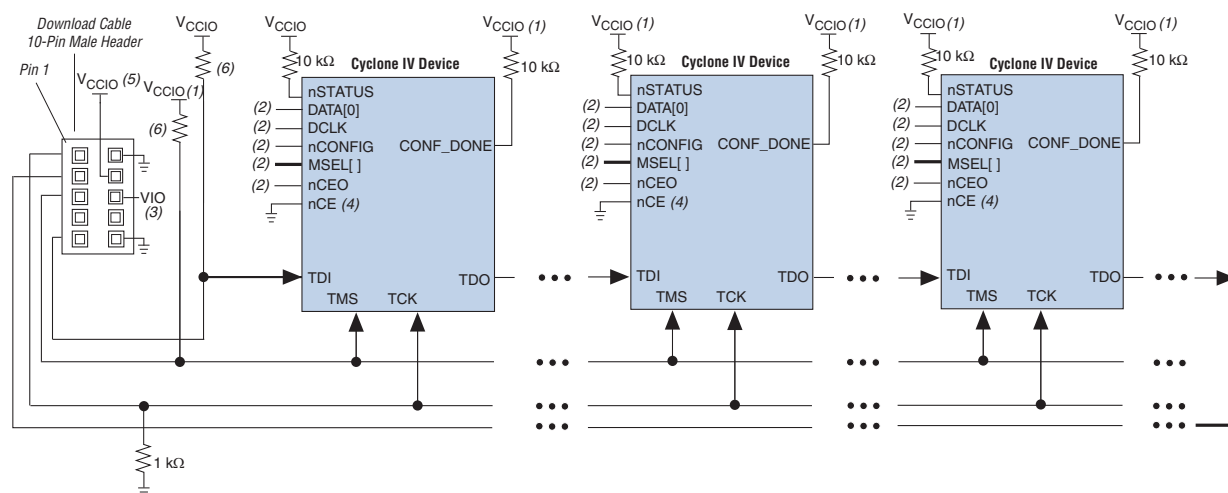 Download Cable
10-Pin Male Header
Pin 1
VCCIO (5)
VCCIO(1)
(6)
VCCIO
(6)
VIO
(3)
1 kΩ
VCCIO
10 kΩ
VCCIO (1)
10 kΩ
Cyclone IV Device
nSTATUS
(2) DATA[0]
(2) DCLK
(2) nCONFIG
CONF_DONE
(2) MSEL[ ]
(2) nCEO
nCE (4)
TDI
TDO
TMS
TCK
VCCIO (1)
10 kΩ
VCCIO (1)
10 kΩ
Cyclone IV Device
nSTATUS
(2) DATA[0]
(2) DCLK
(2) nCONFIG
CONF_DONE
(2) MSEL[ ]
(2) nCEO
nCE (4)
TDI
TDO
TMS
TCK
VCCIO (1)
10 kΩ
VCCIO (1)
10 kΩ
Cyclone IV Device
nSTATUS
(2) DATA[0]
(2) DCLK
(2) nCONFIG
CONF_DONE
(2) MSEL[ ]
(2) nCEO
nCE (4)
TDI
TDO
TMS
TCK